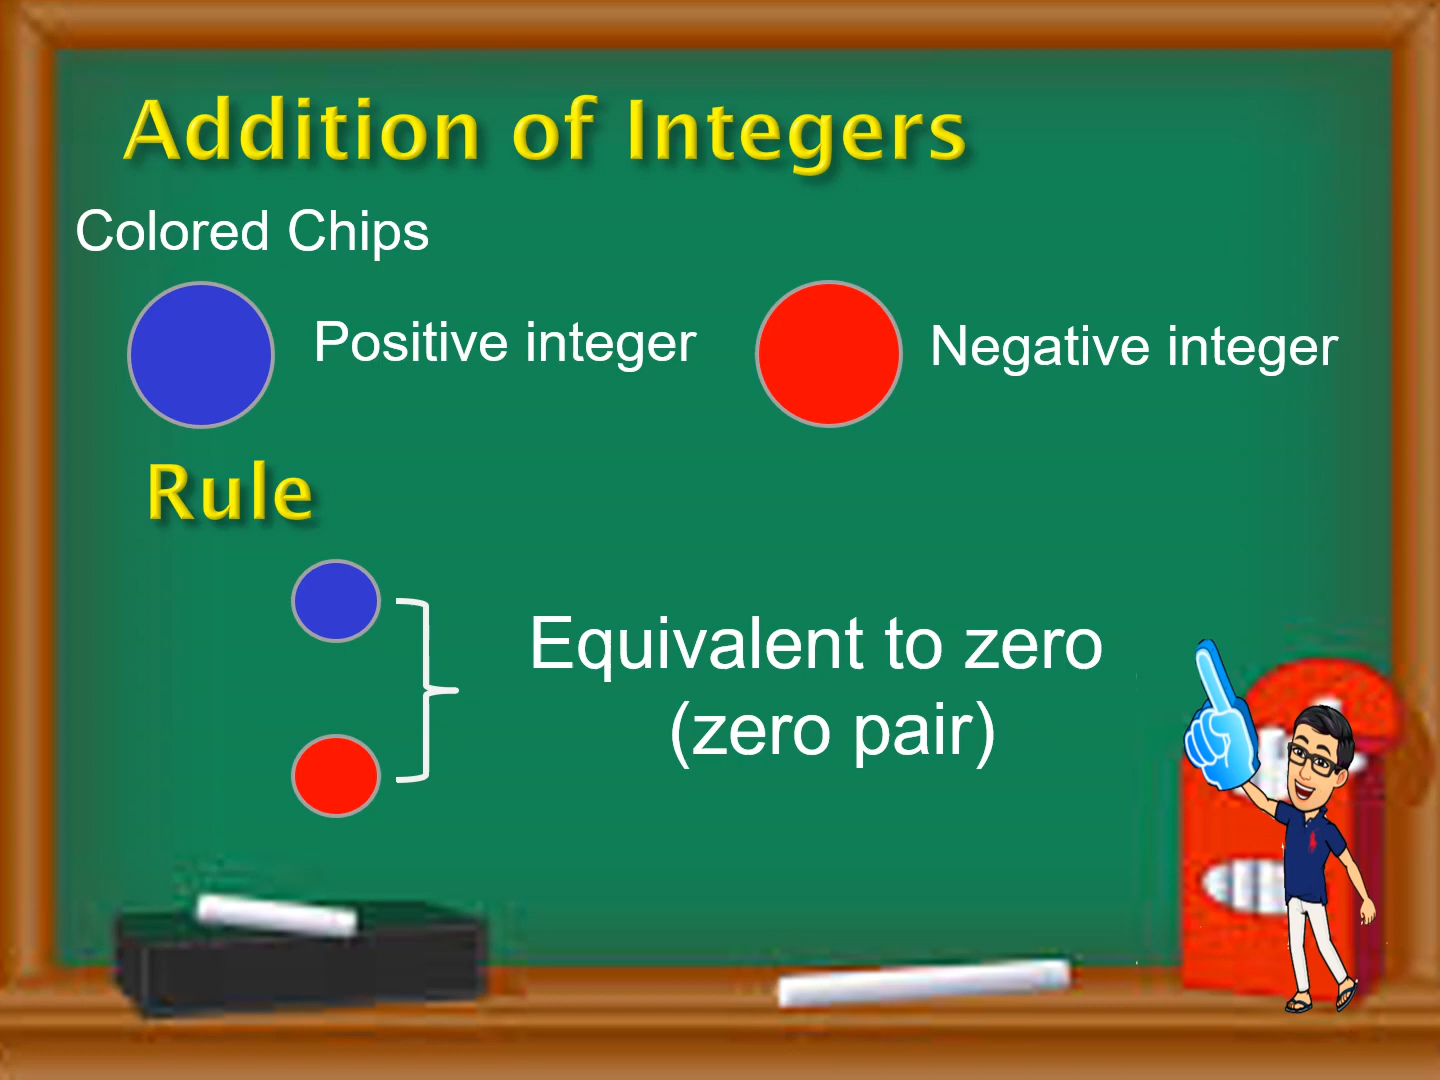 Addition of Integers
Colored Chips
Positive integer
Negative integer
Rule
Equivalent to zero
(zero pair)